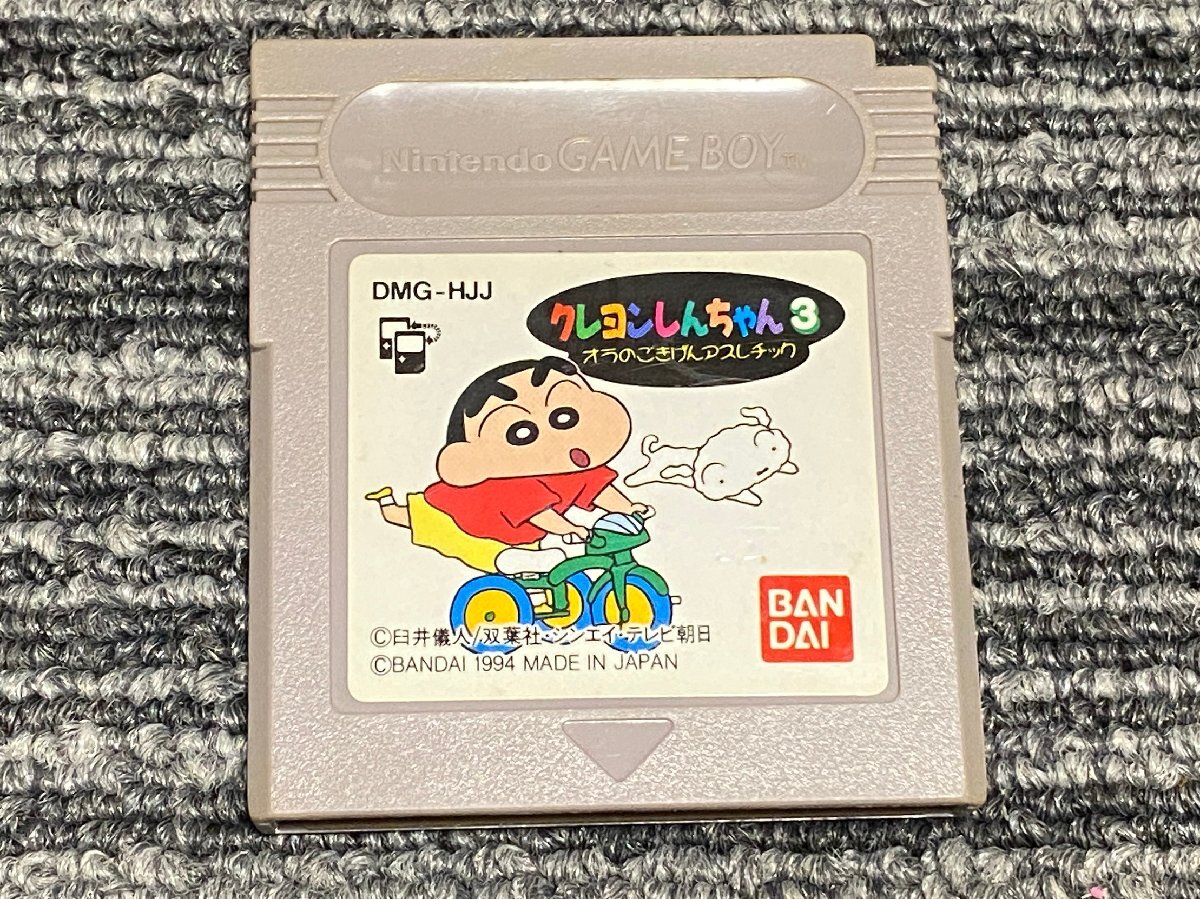 Nintendo GAME BOY™
DMG-HJJ
クレヨンしんちゃん3
オラのごきげんアスレチック
©臼井儀人/双葉社・シンエイ・テレビ朝日
©BANDAI 1994 MADE IN JAPAN
BAN
DAI